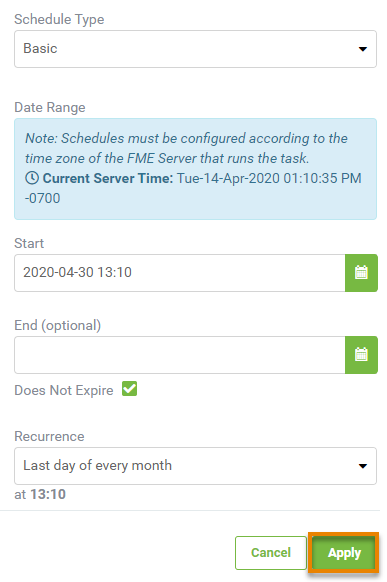 Schedule Type
Basic
Date Range
Note: Schedules must be configured according to the
time zone of the FME Server that runs the task.
Current Server Time: Tue-14-Apr-2020 01:10:35 PM
-0700
Start
2020-04-30 13:10
End (optional)
Does Not Expire
Recurrence
Last day of every month
at 13:10
Cancel Apply